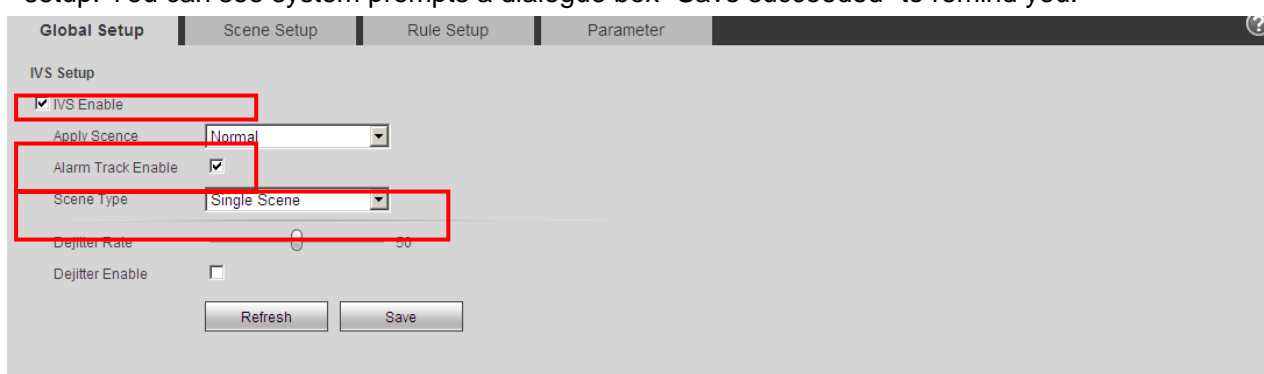 setup. You can see system prompts a dialogue box "Save succeeded" to remind you.
Global Setup Scene Setup Rule Setup Parameter ?
IVS Setup
IVS Enable
Apply Scence Normal
Alarm Track Enable
Scene Type Single Scene
Dejitter Rate 50
Dejitter Enable
Refresh Save